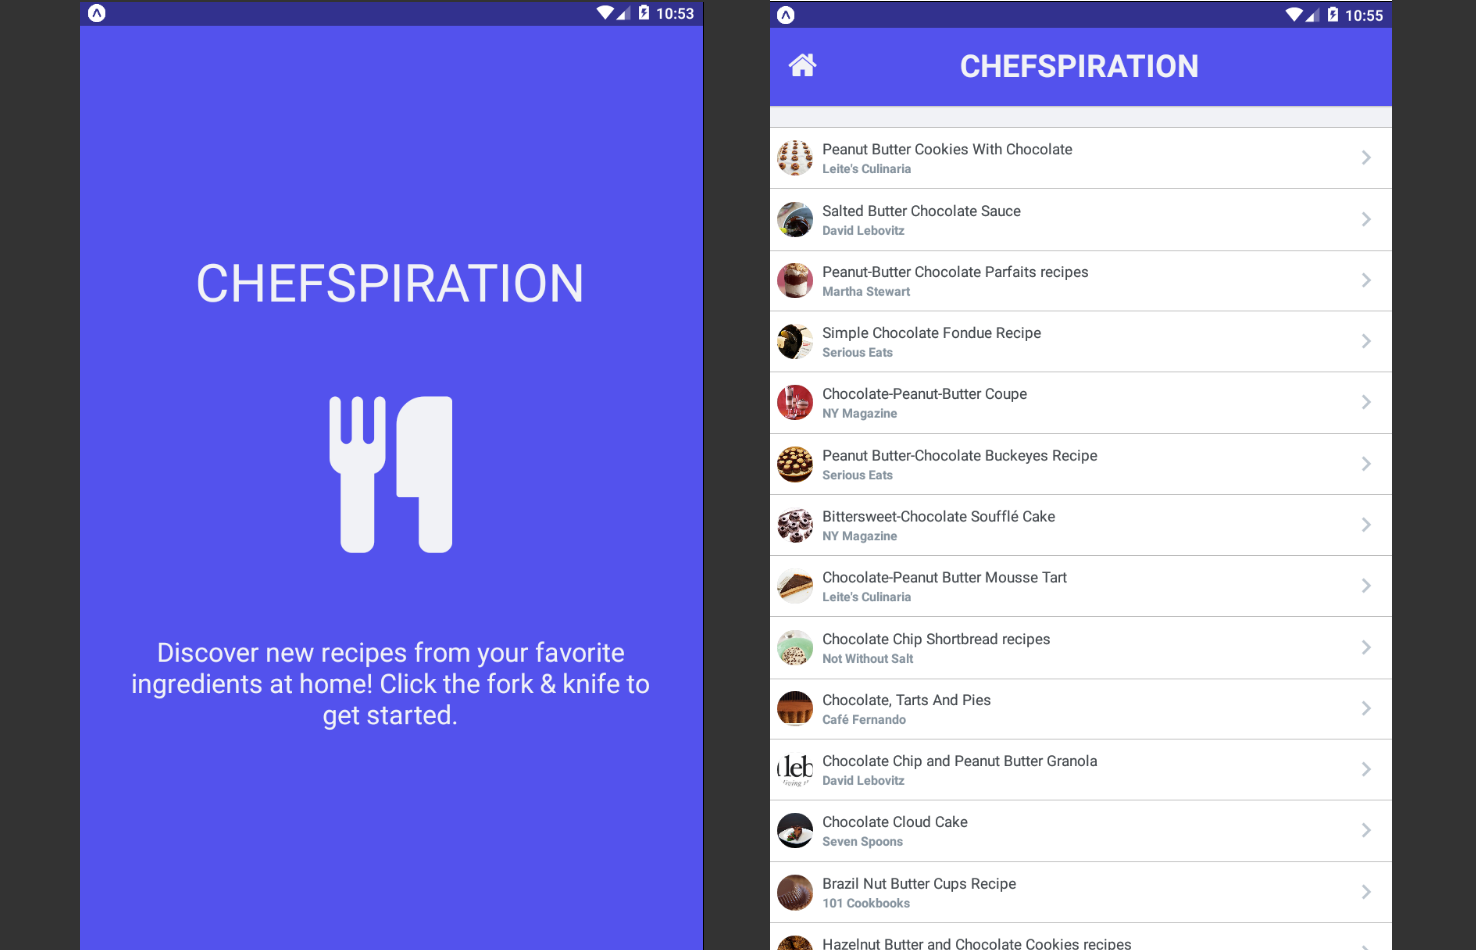 10:53
CHEFSPIRATION
Discover new recipes from your favorite
ingredients at home! Click the fork & knife to
get started.
10:55
CHEFSPIRATION
Peanut Butter Cookies With Chocolate
Leite's Culinaria
Salted Butter Chocolate Sauce
David Lebovitz
Peanut-Butter Chocolate Parfaits recipes
Martha Stewart
Simple Chocolate Fondue Recipe
Serious Eats
Chocolate-Peanut-Butter Coupe
NY Magazine
Peanut Butter-Chocolate Buckeyes Recipe
Serious Eats
Bittersweet-Chocolate Soufflé Cake
NY Magazine
Chocolate-Peanut Butter Mousse Tart
Leite's Culinaria
Chocolate Chip Shortbread recipes
Not Without Salt
Chocolate, Tarts And Pies
Café Fernando
leb
Chocolate Chip and Peanut Butter Granola
David Lebovitz
Chocolate Cloud Cake
Seven Spoons
Brazil Nut Butter Cups Recipe
101 Cookbooks
Hazelnut Butter and Chocolate Cookies recipes